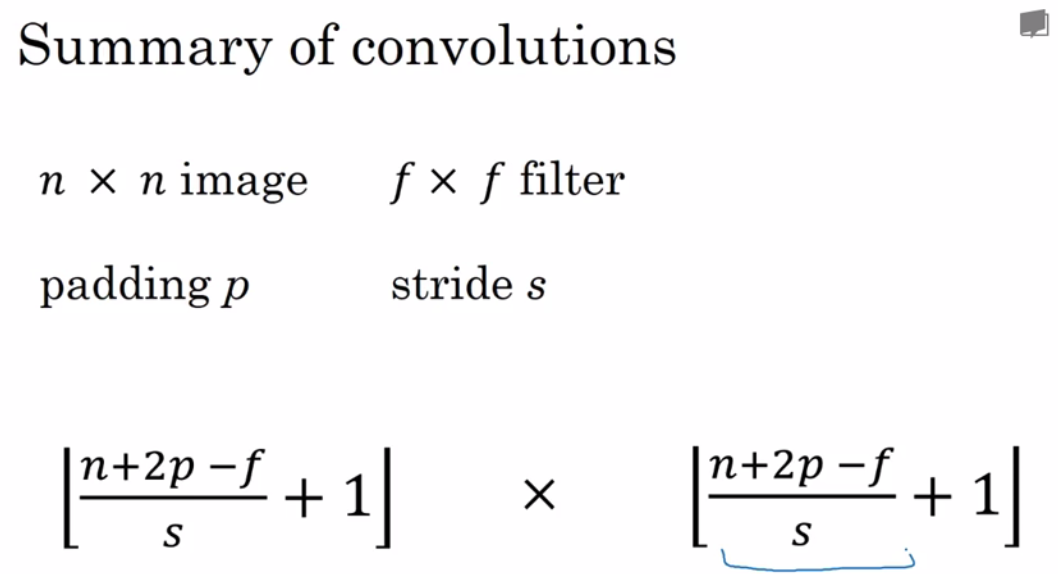 Summary of convolutions
n × n image f × f filter
padding p stride s
⌊(n+2p −f)/s + 1⌋ × ⌊(n+2p −f)/s + 1⌋